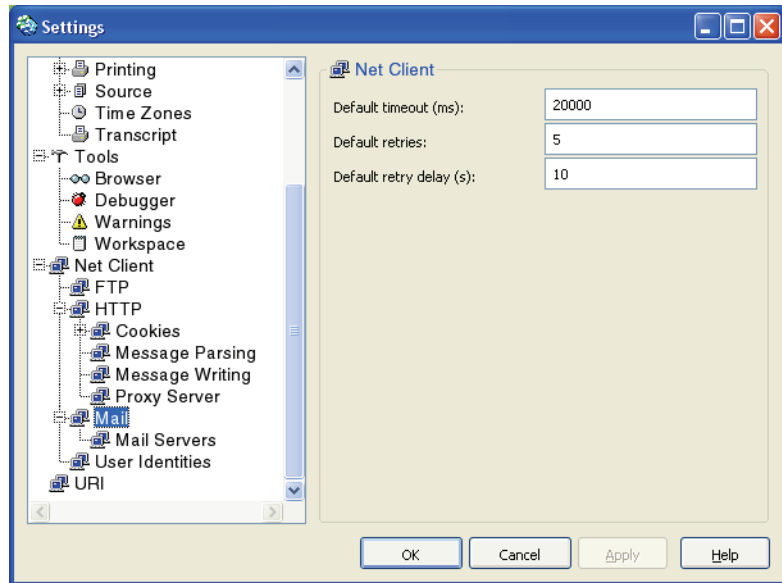 Settings
Printing
Source
Time Zones
Transcript
Tools
Browser
Debugger
Warnings
Workspace
Net Client
FTP
HTTP
Cookies
Message Parsing
Message Writing
Proxy Server
Mail
Mail Servers
User Identities
URI
Net Client
Default timeout (ms): 20000
Default retries: 5
Default retry delay (s): 10
OK Cancel Apply Help